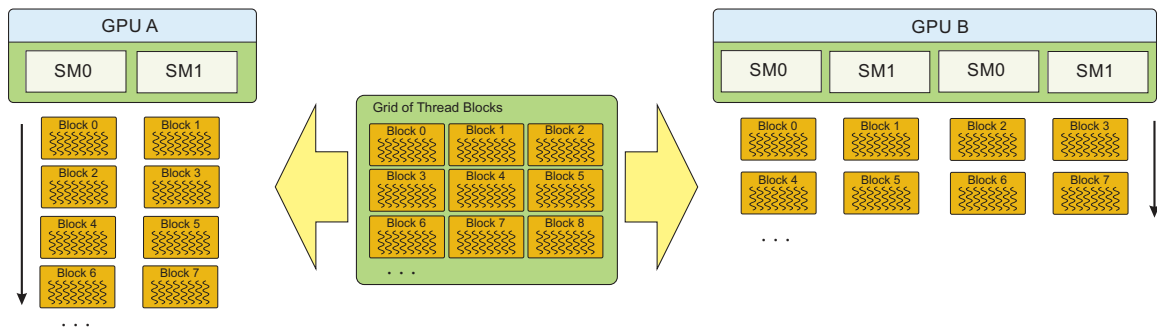 GPU A
SM0 SM1
Block 0 Block 1
Block 2 Block 3
Block 4 Block 5
Block 6 Block 7
. . .
Grid of Thread Blocks
Block 0 Block 1 Block 2
Block 3 Block 4 Block 5
Block 6 Block 7 Block 8
. . .
GPU B
SM0 SM1 SM0 SM1
Block 0 Block 1 Block 2 Block 3
Block 4 Block 5 Block 6 Block 7
. . .